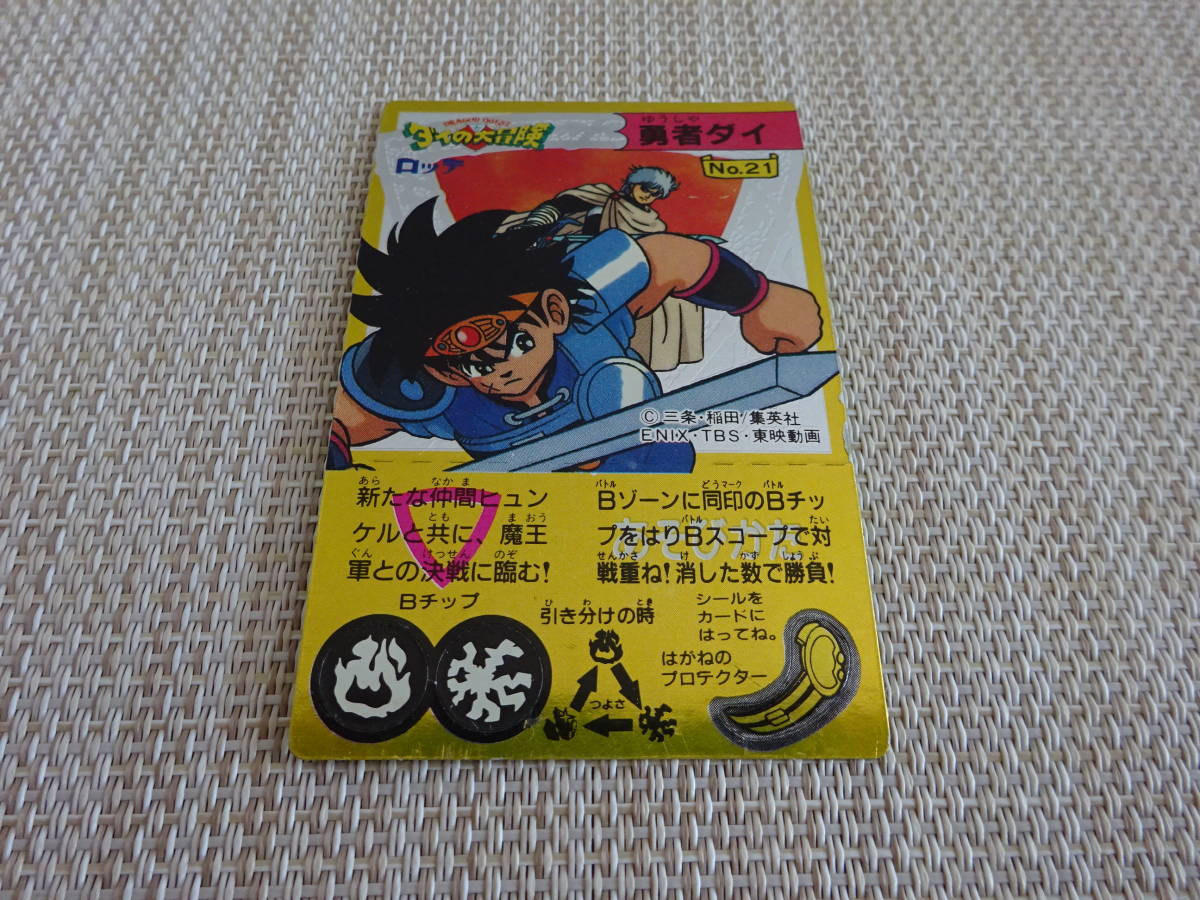 DRAGON QUEST
ダイの大冒険
ロッテ
ゆうしゃ
勇者ダイ
No.21
©三条・稲田/集英社
ENIX・TBS・東映動画
あら なかま
新たな仲間ヒュン
とも まおう
ケルと共に、魔王
ぐん けっせん のぞ
軍との決戦に臨む!
バトル どうマーク バトル
Bゾーンに同印のBチッ
バトル たい
プをはりBスコープで対
せんかさ け かず しょうぶ
戦重ね!消した数で勝負!
Bチップ
ひ わ とき
引き分けの時
つよさ
シールを
カードに
はってね。
はがねの
プロテクター